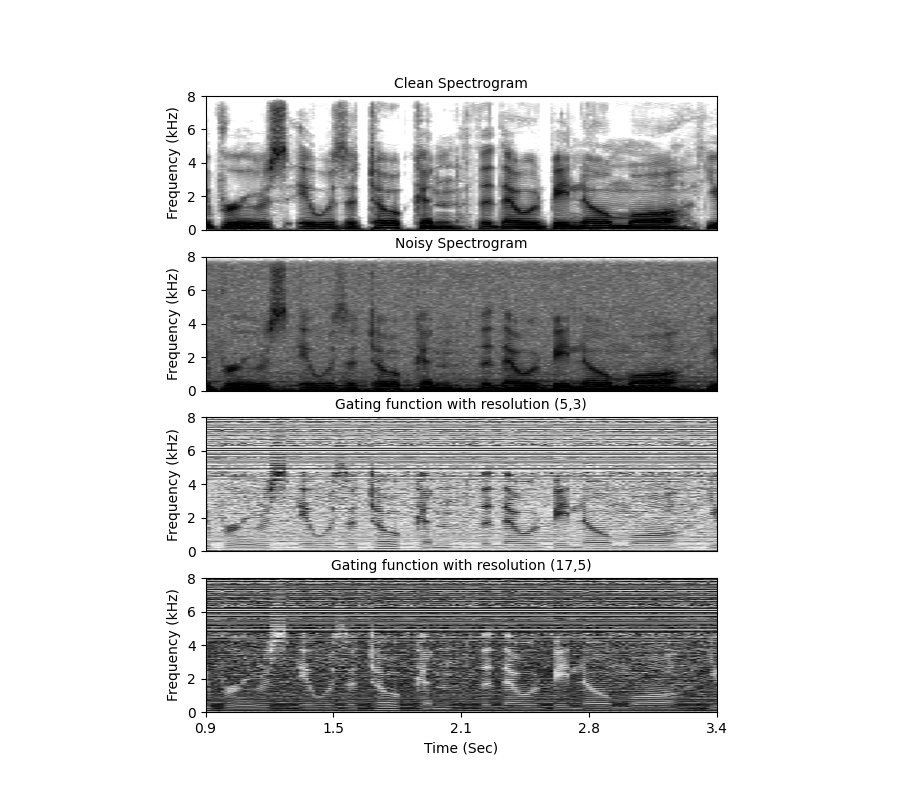 Clean Spectrogram
8
6
4
2
0
Frequency (kHz)
Noisy Spectrogram
8
6
4
2
0
Frequency (kHz)
Gating function with resolution (5,3)
8
6
4
2
0
Frequency (kHz)
Gating function with resolution (17,5)
8
6
4
2
0
Frequency (kHz)
0.9 1.5 2.1 2.8 3.4
Time (Sec)